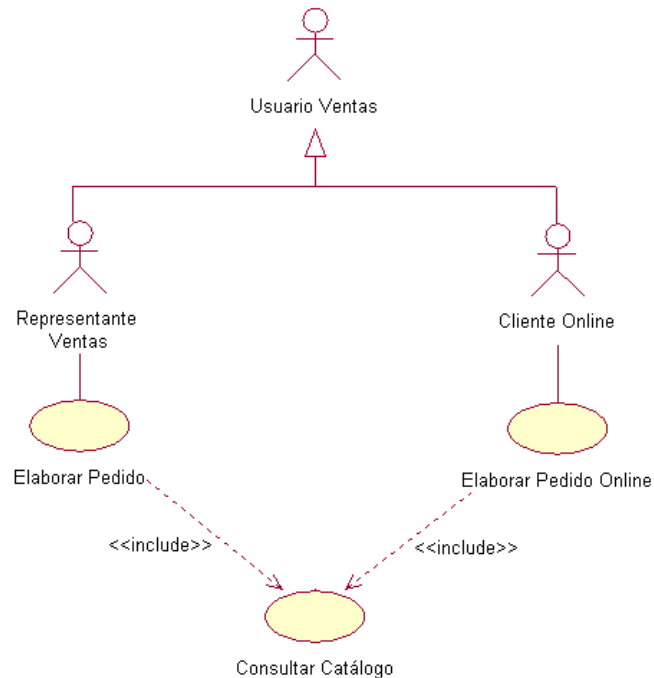 Usuario Ventas
Representante
Ventas
Cliente Online
Elaborar Pedido
Elaborar Pedido Online
<<include>>
<<include>>
Consultar Catálogo